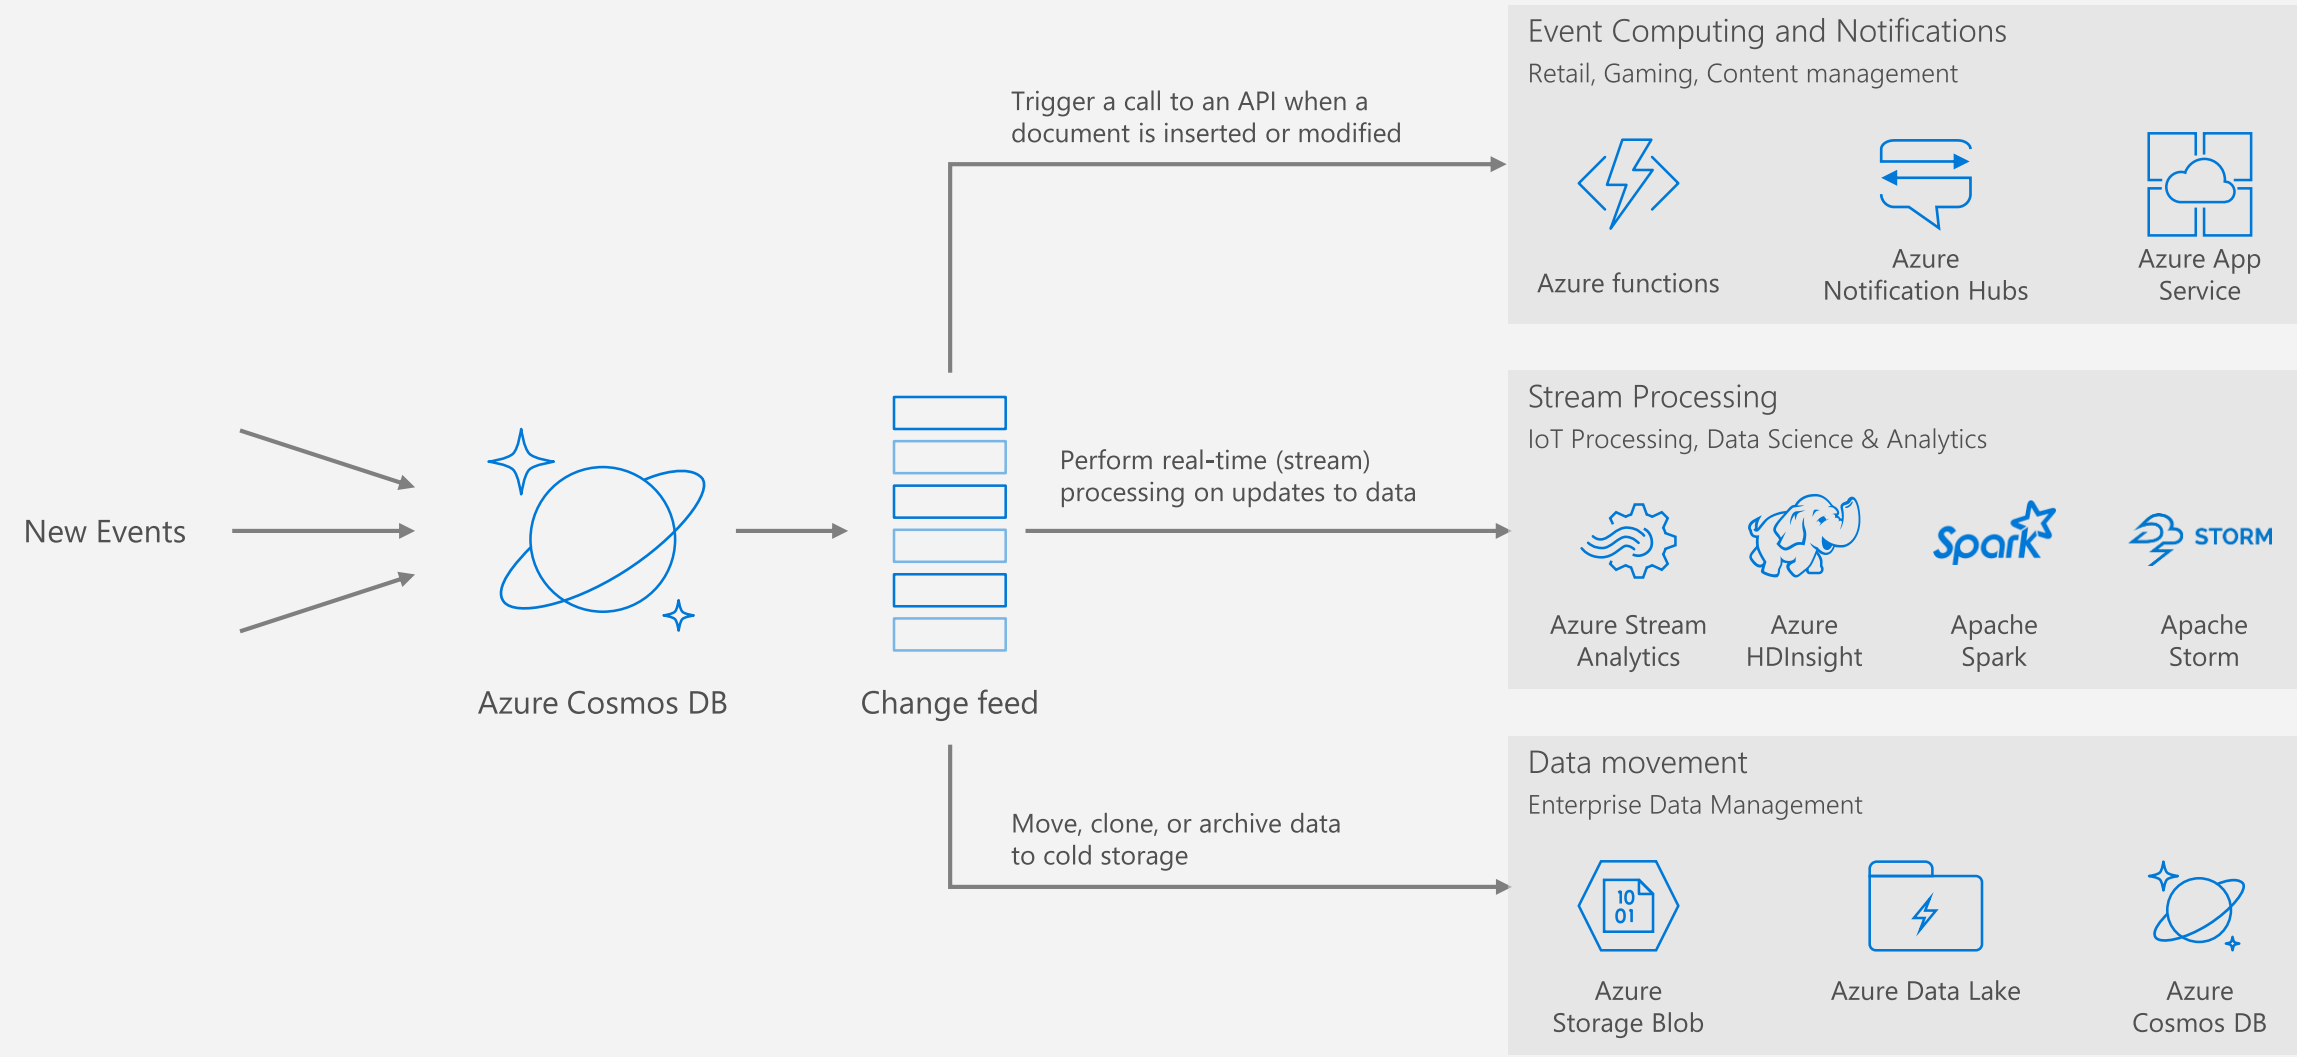 Event Computing and Notifications
Retail, Gaming, Content management
Trigger a call to an API when a
document is inserted or modified
Azure functions
Azure
Notification Hubs
Azure App
Service
Stream Processing
IoT Processing, Data Science & Analytics
Perform real-time (stream)
processing on updates to data
New Events
Spark
STORM
Azure Stream
Analytics
Azure
HDInsight
Apache
Spark
Apache
Storm
Azure Cosmos DB
Change feed
Data movement
Enterprise Data Management
Move, clone, or archive data
to cold storage
10
01
Azure
Storage Blob
Azure Data Lake
Azure
Cosmos DB